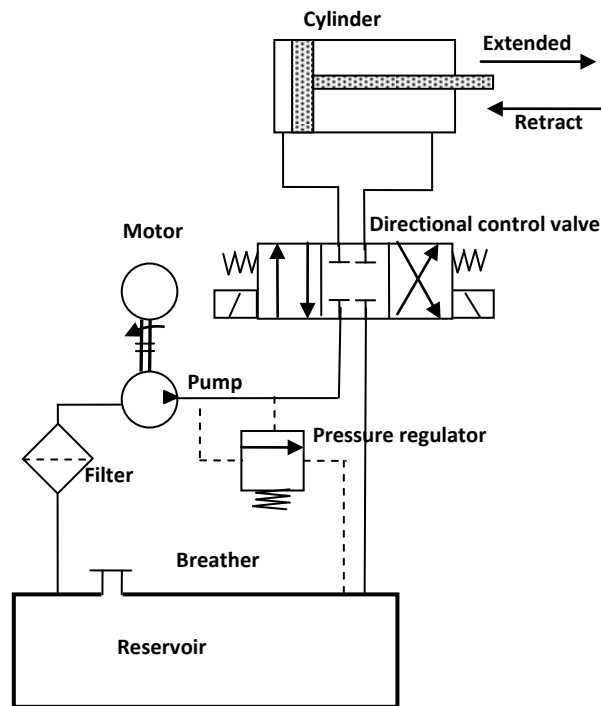 Cylinder
Extended
Retract
Directional control valve
Motor
Pump
Pressure regulator
Filter
Breather
Reservoir